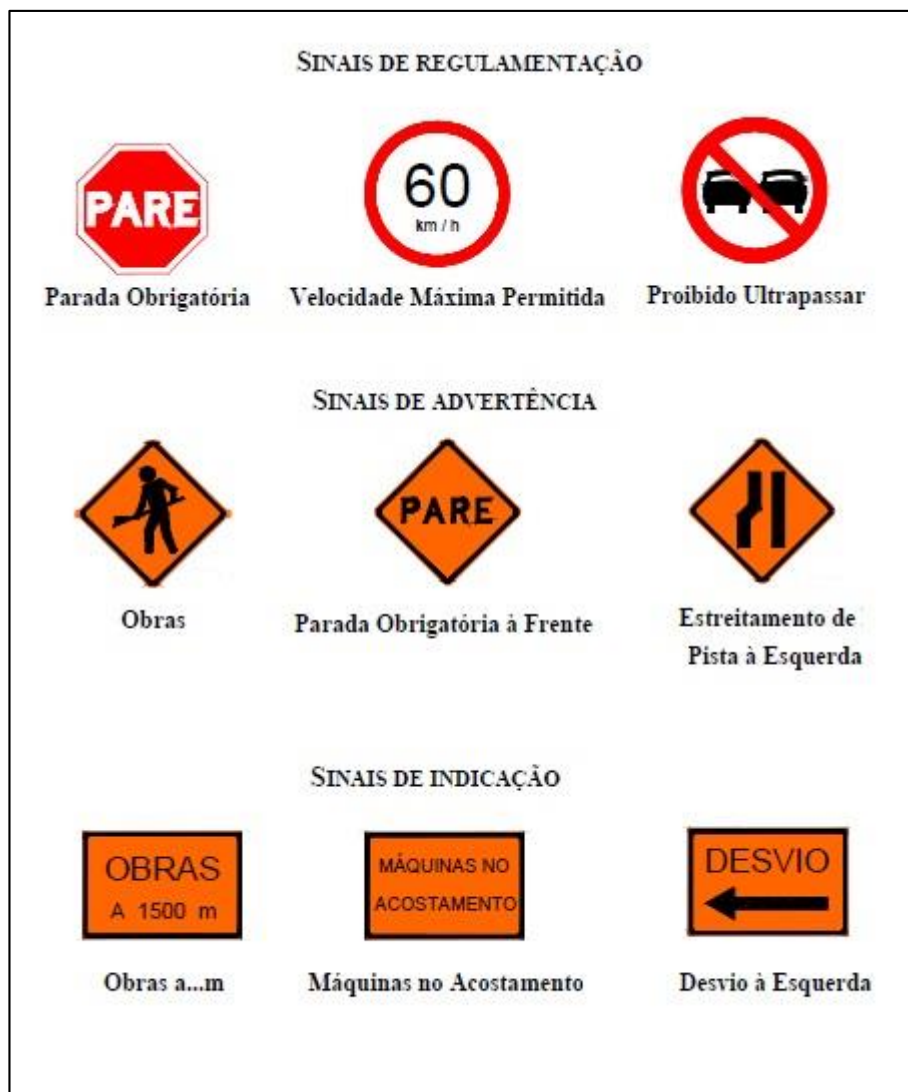 SINAIS DE REGULAMENTAÇÃO
PARE
60
km / h
Parada Obrigatória
Velocidade Máxima Permitida
Proibido Ultrapassar
SINAIS DE ADVERTÊNCIA
PARE
Obras
Parada Obrigatória à Frente
Estreitamento de
Pista à Esquerda
SINAIS DE INDICAÇÃO
OBRAS
A 1500 m
MÁQUINAS NO
ACOSTAMENTO
DESVIO
Obras a...m
Máquinas no Acostamento
Desvio à Esquerda